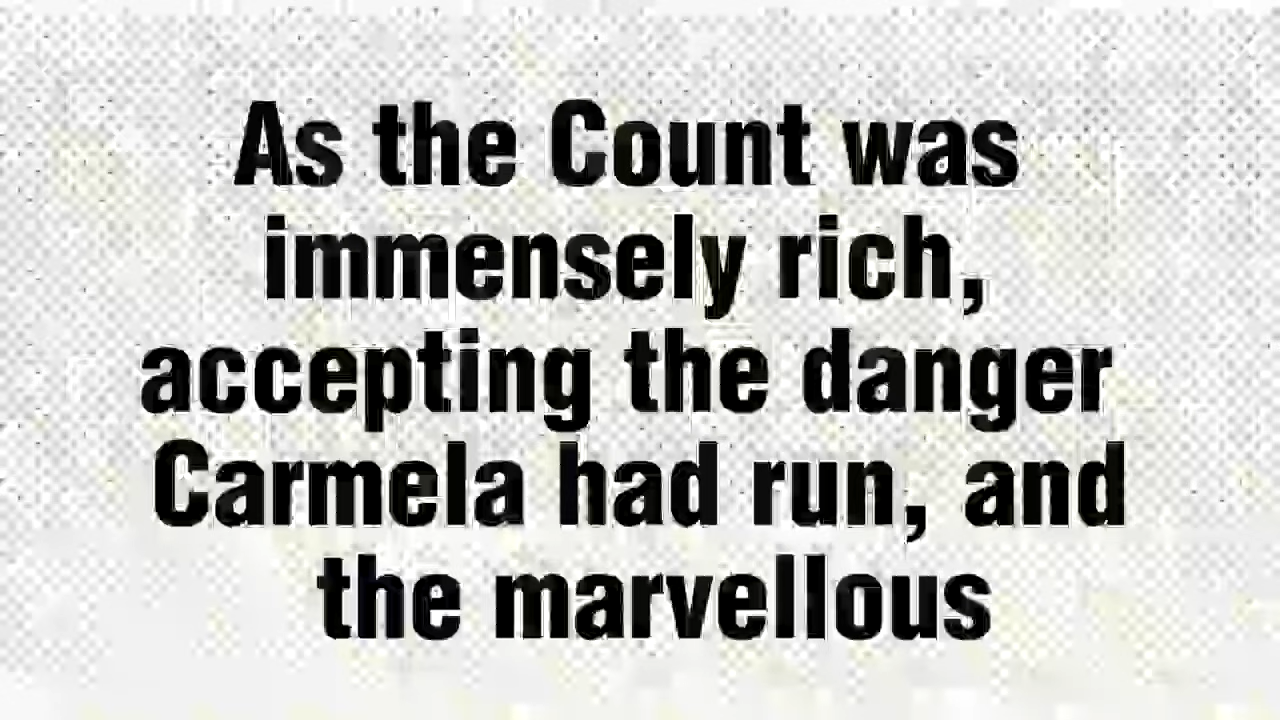 As the Count was
immensely rich,
accepting the danger
Carmela had run, and
the marvellous